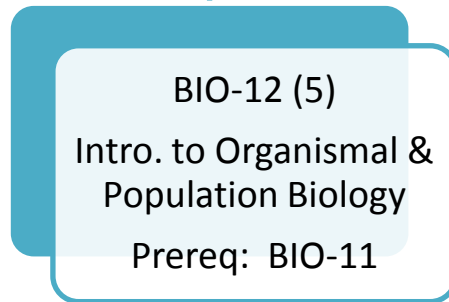 BIO-12 (5)
Intro. to Organismal &
Population Biology
Prereq:  BIO-11